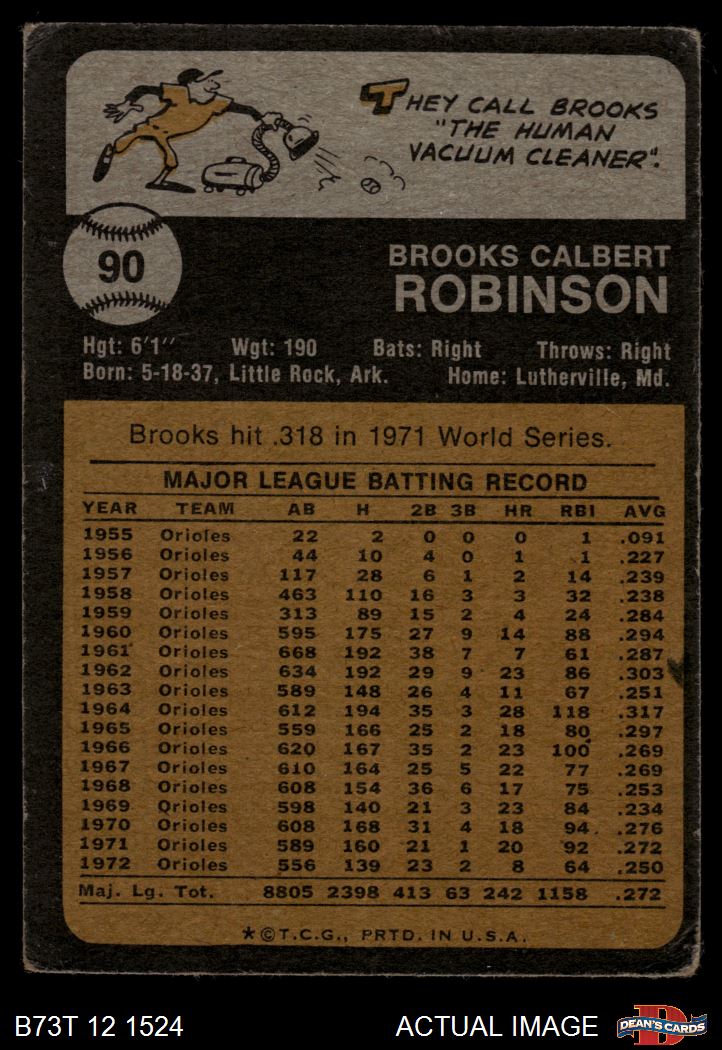 THEY CALL BROOKS
"THE HUMAN
VACUUM CLEANER".
90
BROOKS CALBERT
ROBINSON
Hgt: 6'1" Wgt: 190 Bats: Right Throws: Right
Born: 5-18-37, Little Rock, Ark. Home: Lutherville, Md.
Brooks hit .318 in 1971 World Series.
MAJOR LEAGUE BATTING RECORD
YEAR TEAM AB H 2B 3B HR RBI AVG
1955 Orioles 22 2 0 0 0 1 .091
1956 Orioles 44 10 4 0 1 1 .227
1957 Orioles 117 28 6 1 2 14 .239
1958 Orioles 463 110 16 3 3 32 .238
1959 Orioles 313 89 15 2 4 24 .284
1960 Orioles 595 175 27 9 14 88 .294
1961 Orioles 668 192 38 7 7 61 .287
1962 Orioles 634 192 29 9 23 86 .303
1963 Orioles 589 148 26 4 11 67 .251
1964 Orioles 612 194 35 3 28 118 .317
1965 Orioles 559 166 25 2 18 80 .297
1966 Orioles 620 167 35 2 23 100 .269
1967 Orioles 610 164 25 5 22 77 .269
1968 Orioles 608 154 36 6 17 75 .253
1969 Orioles 598 140 21 3 23 84 .234
1970 Orioles 608 168 31 4 18 94 .276
1971 Orioles 589 160 21 1 20 92 .272
1972 Orioles 556 139 23 2 8 64 .250
Maj. Lg. Tot. 8805 2398 413 63 242 1158 .272
*©T.C.G., PRTD. IN U.S.A.
B73T 12 1524 ACTUAL IMAGE D DEAN'S CARDS